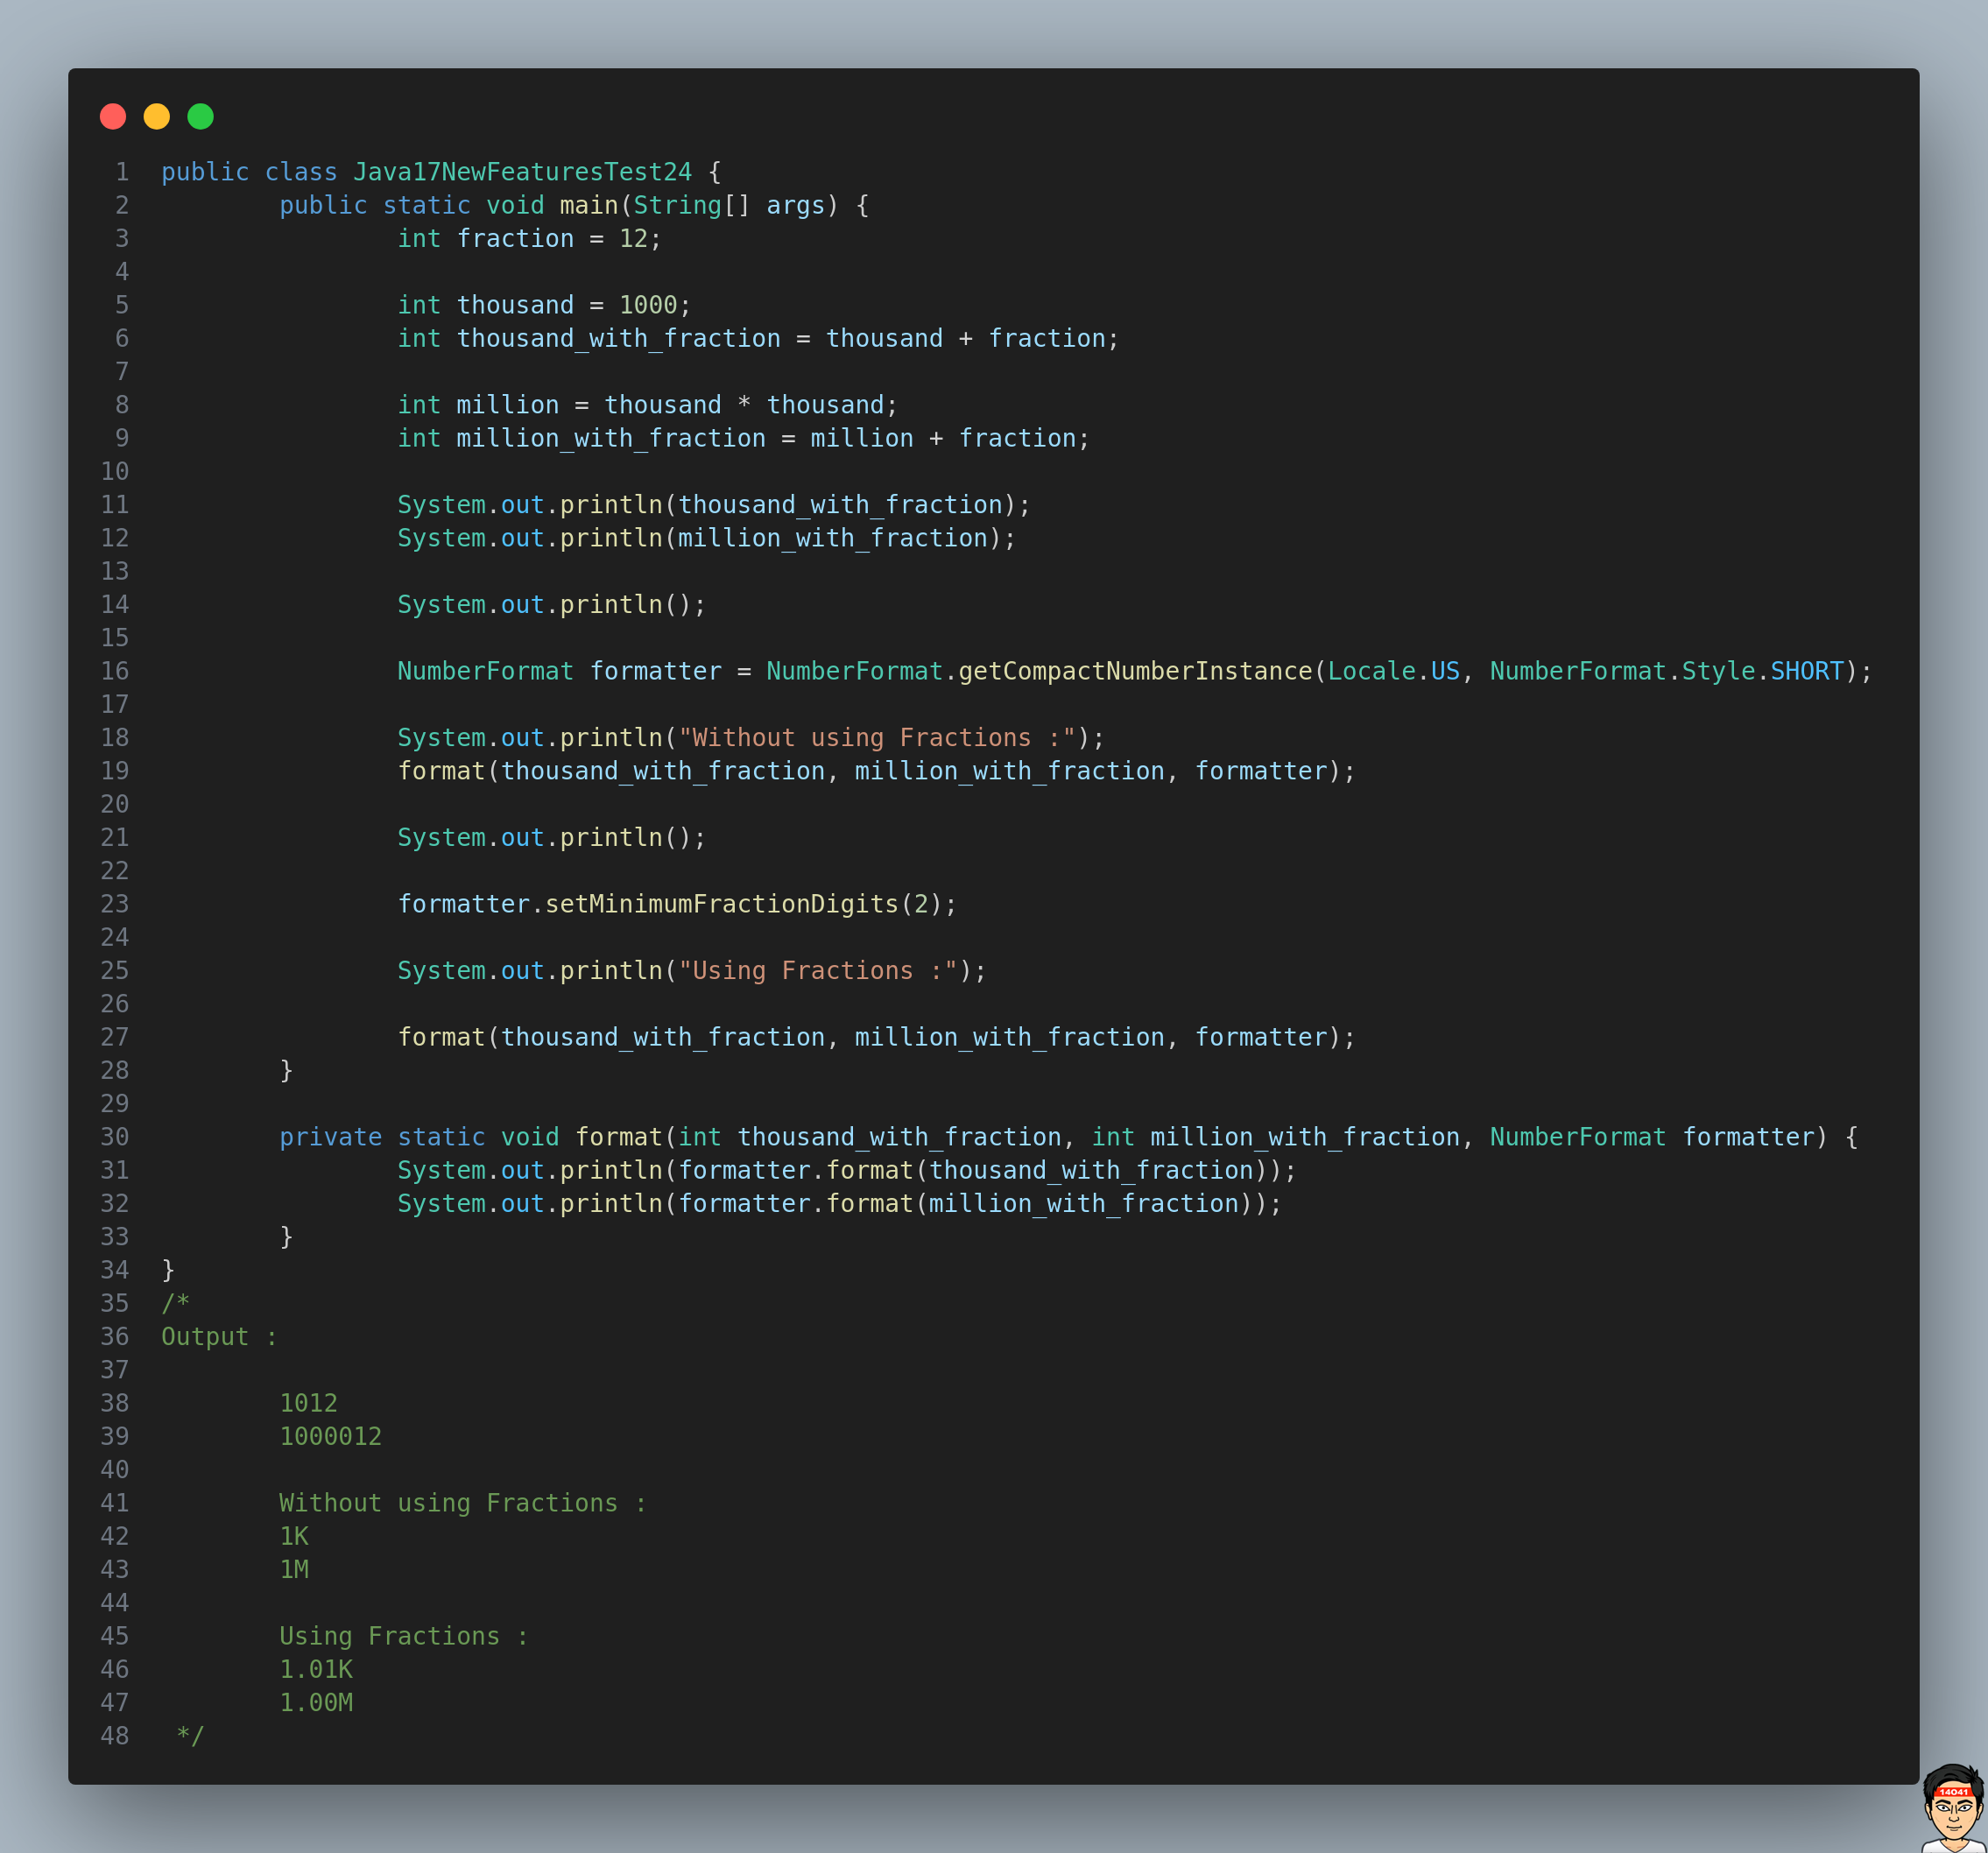 1 public class Java17NewFeaturesTest24 {
2 public static void main(String[] args) {
3 int fraction = 12;
4
5 int thousand = 1000;
6 int thousand_with_fraction = thousand + fraction;
7
8 int million = thousand * thousand;
9 int million_with_fraction = million + fraction;
10
11 System.out.println(thousand_with_fraction);
12 System.out.println(million_with_fraction);
13
14 System.out.println();
15
16 NumberFormat formatter = NumberFormat.getCompactNumberInstance(Locale.US, NumberFormat.Style.SHORT);
17
18 System.out.println("Without using Fractions :");
19 format(thousand_with_fraction, million_with_fraction, formatter);
20
21 System.out.println();
22
23 formatter.setMinimumFractionDigits(2);
24
25 System.out.println("Using Fractions :");
26
27 format(thousand_with_fraction, million_with_fraction, formatter);
28 }
29
30 private static void format(int thousand_with_fraction, int million_with_fraction, NumberFormat formatter) {
31 System.out.println(formatter.format(thousand_with_fraction));
32 System.out.println(formatter.format(million_with_fraction));
33 }
34 }
35 /*
36 Output :
37
38 1012
39 1000012
40
41 Without using Fractions :
42 1K
43 1M
44
45 Using Fractions :
46 1.01K
47 1.00M
48 */
14041